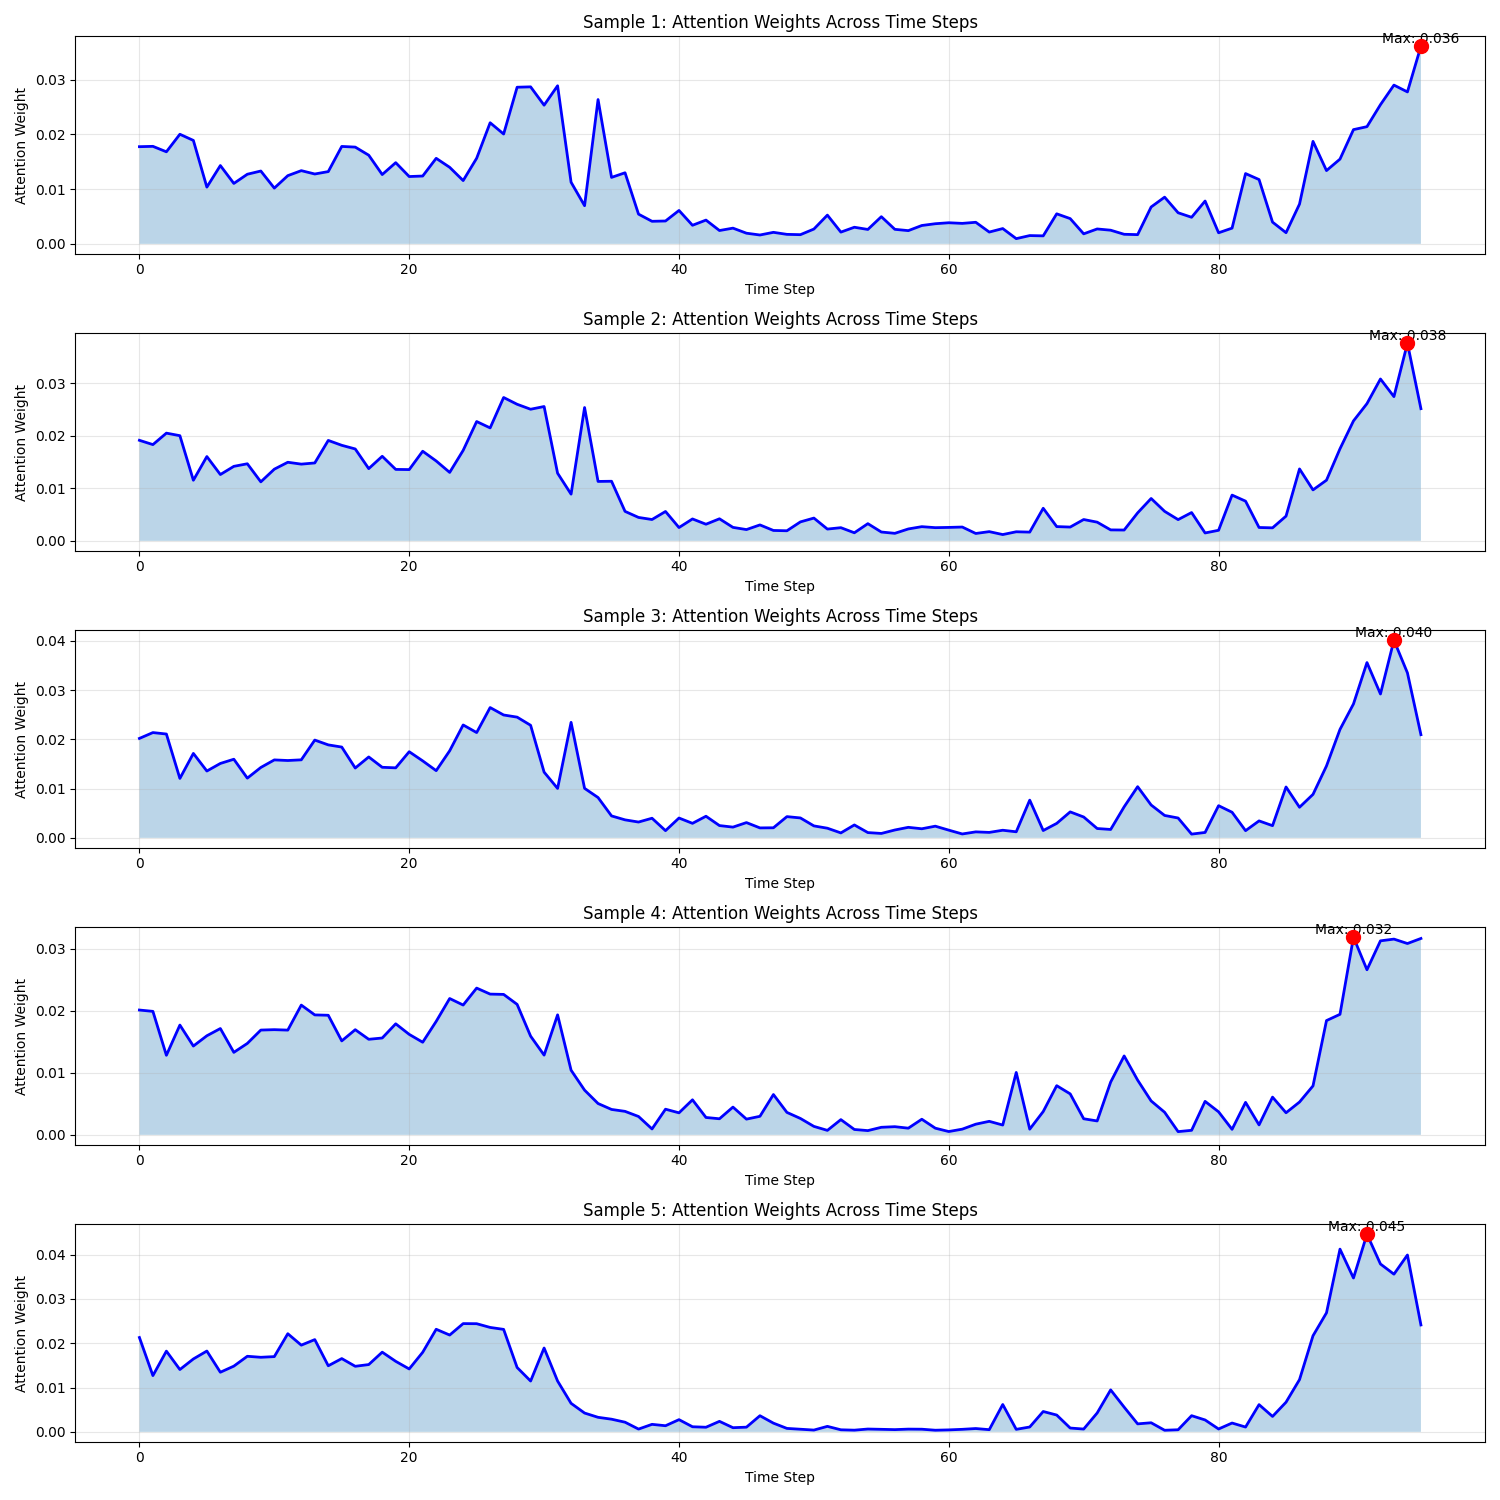 Sample 1: Attention Weights Across Time Steps
Max: 0.036
Attention Weight
0.03
0.02
0.01
0.00
0 20 40 60 80
Time Step
Sample 2: Attention Weights Across Time Steps
Max: 0.038
Attention Weight
0.03
0.02
0.01
0.00
0 20 40 60 80
Time Step
Sample 3: Attention Weights Across Time Steps
Max: 0.040
Attention Weight
0.04
0.03
0.02
0.01
0.00
0 20 40 60 80
Time Step
Sample 4: Attention Weights Across Time Steps
Max: 0.032
Attention Weight
0.03
0.02
0.01
0.00
0 20 40 60 80
Time Step
Sample 5: Attention Weights Across Time Steps
Max: 0.045
Attention Weight
0.04
0.03
0.02
0.01
0.00
0 20 40 60 80
Time Step